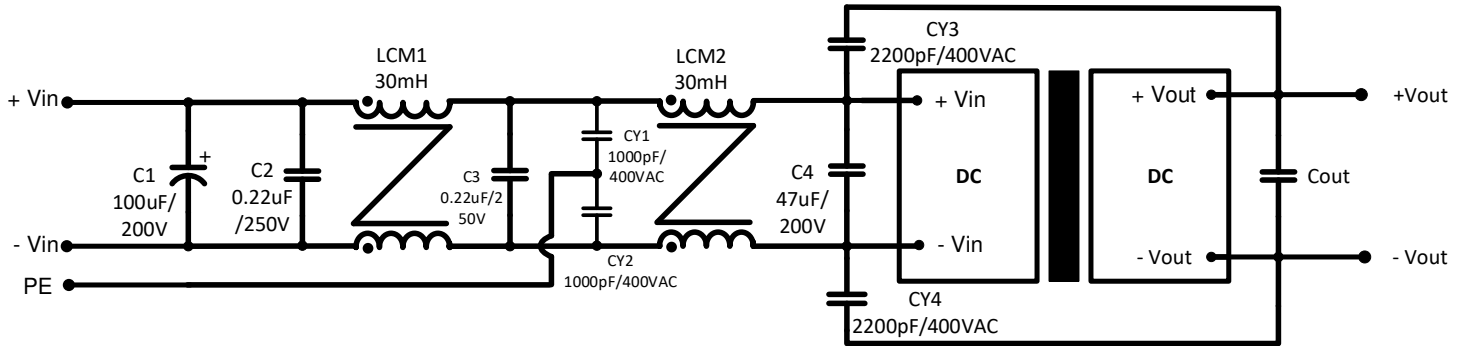 CY3
2200pF/400VAC
LCM1
30mH
LCM2
30mH
+ Vin
+ Vin
+ Vout
+Vout
+
C1
100uF/
200V
C2
0.22uF
/250V
C3
0.22uF/2
50V
CY1
1000pF/
400VAC
C4
47uF/
200V
DC
DC
Cout
- Vin
- Vin
- Vout
- Vout
CY2
1000pF/400VAC
PE
CY4
2200pF/400VAC